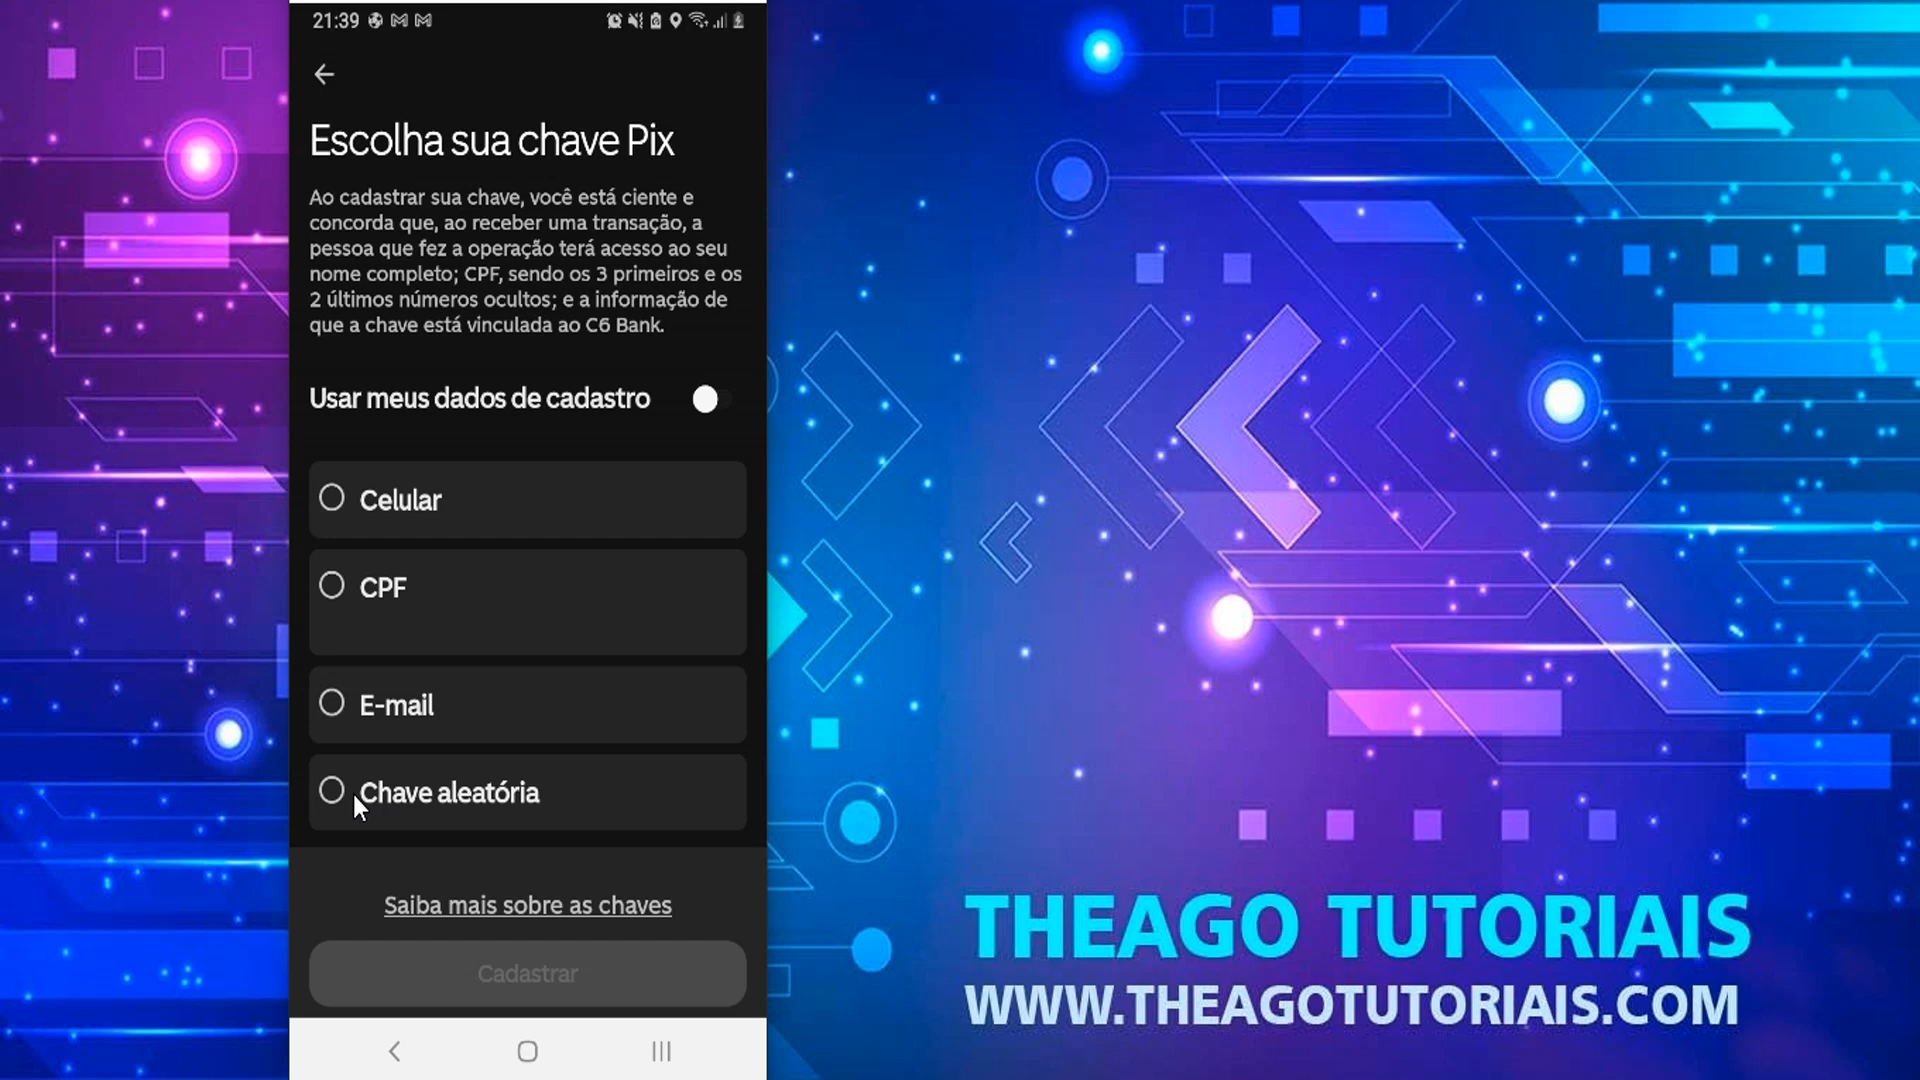 21:39
Escolha sua chave Pix
Ao cadastrar sua chave, você está ciente e
concorda que, ao receber uma transação, a
pessoa que fez a operação terá acesso ao seu
nome completo; CPF, sendo os 3 primeiros e os
2 últimos números ocultos; e a informação de
que a chave está vinculada ao C6 Bank.
Usar meus dados de cadastro
Celular
CPF
E-mail
Chave aleatória
Saiba mais sobre as chaves
Cadastrar
THEAGO TUTORIAIS
WWW.THEAGOTUTORIAIS.COM